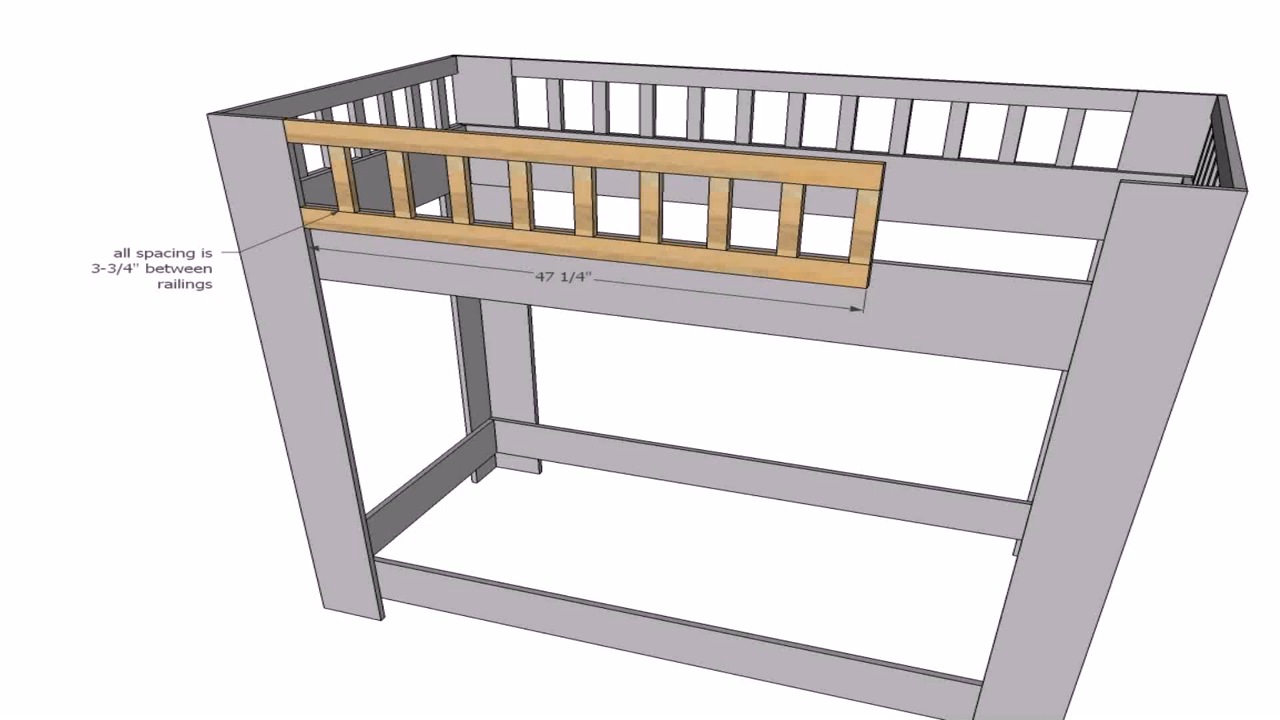 all spacing is
3-3/4" between
railings
47 1/4"